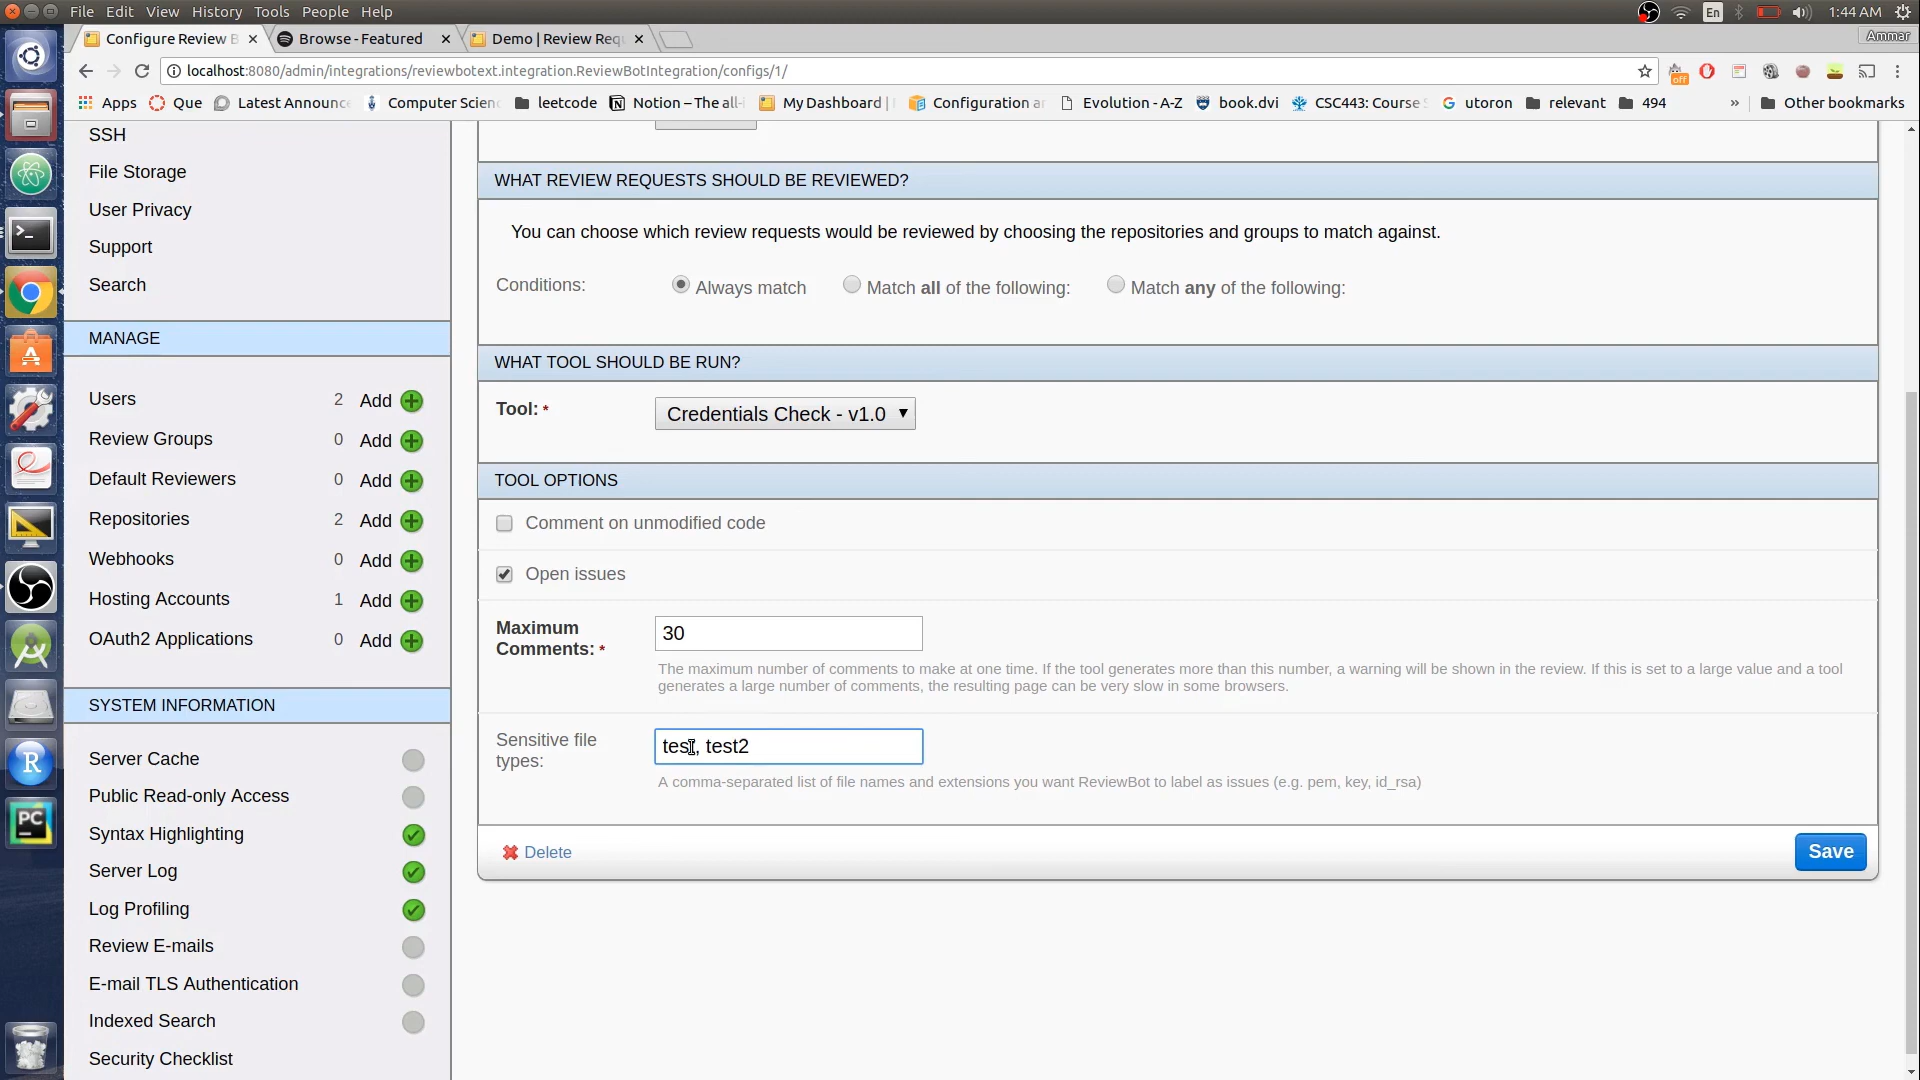 File Edit View History Tools People Help
En 1:44 AM
Configure Review B Browse - Featured Demo | Review Req Ammar
localhost:8080/admin/integrations/reviewbotext.integration.ReviewBotIntegration/configs/1/
off
Apps Que Latest Announc Computer Scien leetcode Notion – The all- My Dashboard | Configuration a Evolution - A-Z book.dvi CSC443: Course utoron relevant 494 » Other bookmarks
SSH
File Storage
User Privacy
Support
Search
MANAGE
Users 2 Add
Review Groups 0 Add
Default Reviewers 0 Add
Repositories 2 Add
Webhooks 0 Add
Hosting Accounts 1 Add
OAuth2 Applications 0 Add
SYSTEM INFORMATION
Server Cache
Public Read-only Access
Syntax Highlighting
Server Log
Log Profiling
Review E-mails
E-mail TLS Authentication
Indexed Search
Security Checklist
WHAT REVIEW REQUESTS SHOULD BE REVIEWED?
You can choose which review requests would be reviewed by choosing the repositories and groups to match against.
Conditions: Always match Match all of the following: Match any of the following:
WHAT TOOL SHOULD BE RUN?
Tool: * Credentials Check - v1.0
TOOL OPTIONS
Comment on unmodified code
Open issues
Maximum
Comments: * 30
The maximum number of comments to make at one time. If the tool generates more than this number, a warning will be shown in the review. If this is set to a large value and a tool
generates a large number of comments, the resulting page can be very slow in some browsers.
Sensitive file
types: test, test2
A comma-separated list of file names and extensions you want ReviewBot to label as issues (e.g. pem, key, id_rsa)
Delete Save
R
PC